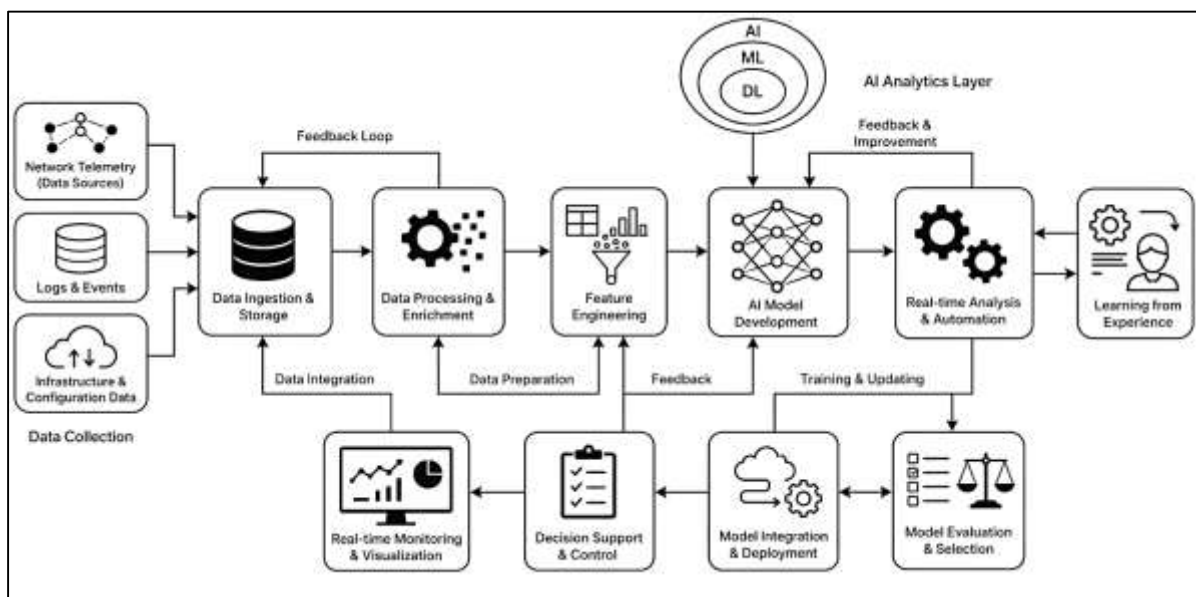 AI
ML
DL
AI Analytics Layer
Network Telemetry
(Data Sources)
Logs & Events
Infrastructure &
Configuration Data
Data Collection
Feedback Loop
Data Ingestion &
Storage
Data Processing &
Enrichment
Feature
Engineering
AI Model
Development
Feedback &
Improvement
Real-time Analysis
& Automation
Learning from
Experience
Data Integration
Data Preparation
Feedback
Training & Updating
Real-time Monitoring
& Visualization
Decision Support
& Control
Model Integration
& Deployment
Model Evaluation
& Selection